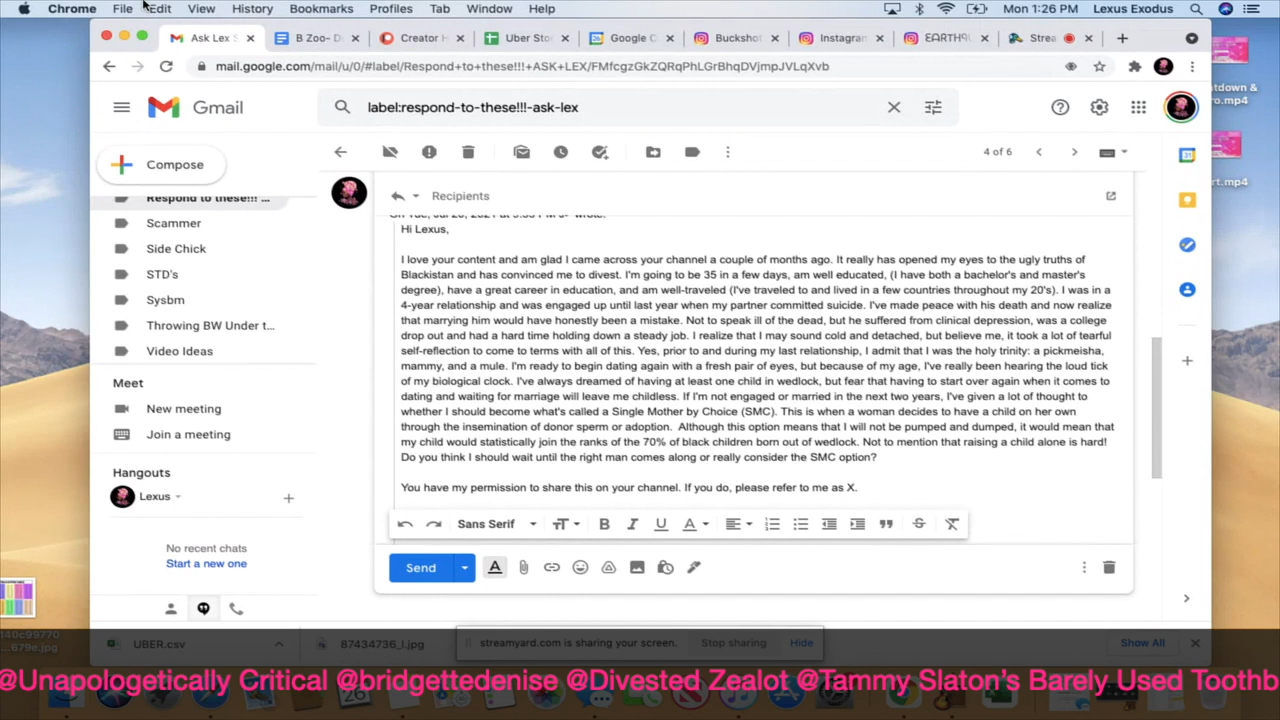 Chrome File Edit View History Bookmarks Profiles Tab Window Help Mon 1:26 PM Lexus Exodus
Ask Lex S B Zoo- D Creator H Uber Sto Google C Buckshot Instagram Strea
mail.google.com/mail/u/0/#label/Respond+to+these!!!-+ASK+LEX/FMfcgzGkZQRqPhLGrBhqDVjmpJVLqXvb
Gmail
label:respond-to-these!!!-ask-lex
Compose
4 of 6
Respond to these!!! ...
Scammer
Side Chick
STD's
Sysbm
Throwing BW Under t...
Video Ideas
Meet
New meeting
Join a meeting
Hangouts
Lexus
No recent chats
Start a new one
Recipients
Hi Lexus,
I love your content and am glad I came across your channel a couple of months ago. It really has opened my eyes to the ugly truths of
Blackistan and has convinced me to divest. I'm going to be 35 in a few days, am well educated, (I have both a bachelor's and master's
degree), have a great career in education, and am well-traveled (I've traveled to and lived in a few countries throughout my 20's). I was in a
4-year relationship and was engaged up until last year when my partner committed suicide. I've made peace with his death and now realize
that marrying him would have honestly been a mistake. Not to speak ill of the dead, but he suffered from clinical depression, was a college
drop out and had a hard time holding down a steady job. I realize that I may sound cold and detached, but believe me, it took a lot of tearful
self-reflection to come to terms with all of this. Yes, prior to and during my last relationship, I admit that I was the holy trinity: a pickmeisha,
mammy, and a mule. I'm ready to begin dating again with a fresh pair of eyes, but because of my age, I've really been hearing the loud tick
of my biological clock. I've always dreamed of having at least one child in wedlock, but fear that having to start over again when it comes to
dating and waiting for marriage will leave me childless. If I'm not engaged or married in the next two years, I've given a lot of thought to
whether I should become what's called a Single Mother by Choice (SMC). This is when a woman decides to have a child on her own
through the insemination of donor sperm or adoption. Although this option means that I will not be pumped and dumped, it would mean that
my child would statistically join the ranks of the 70% of black children born out of wedlock. Not to mention that raising a child alone is hard!
Do you think I should wait until the right man comes along or really consider the SMC option?
You have my permission to share this on your channel. If you do, please refer to me as X.
Sans Serif
Send
UBER.csv
87434736_l.jpg
streamyard.com is sharing your screen.
Stop sharing
Hide
Show All
@Unapologetically Critical @bridgettedenise @Divested Zealot @Tammy Slaton's Barely Used Toothb